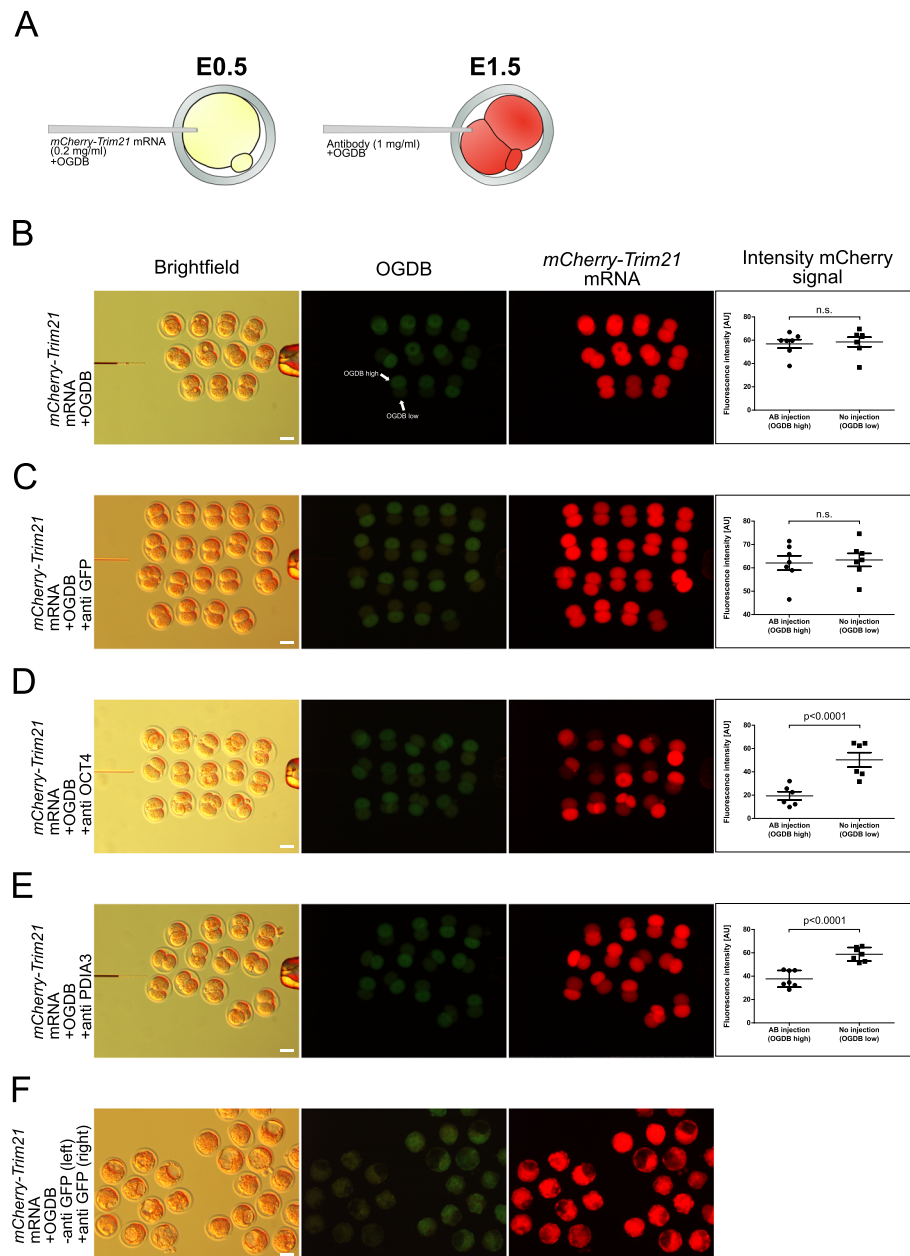 A
E0.5
E1.5
mCherry-Trim21 mRNA
(0.2 mg/ml)
+OGDB
Antibody (1 mg/ml)
+OGDB
B
Brightfield
OGDB
mCherry-Trim21
mRNA
Intensity mCherry
signal
mCherry-Trim21
mRNA
+OGDB
OGDB high
OGDB low
Fluorescence intensity [AU]
80
60
40
20
0
n.s.
AB injection
(OGDB high)
No injection
(OGDB low)
C
mCherry-Trim21
mRNA
+OGDB
+anti GFP
Fluorescence intensity [AU]
80
70
60
50
40
n.s.
AB injection
(OGDB high)
No injection
(OGDB low)
D
mCherry-Trim21
mRNA
+OGDB
+anti OCT4
Fluorescence intensity [AU]
80
60
40
20
0
p<0.0001
AB injection
(OGDB high)
No injection
(OGDB low)
E
mCherry-Trim21
mRNA
+OGDB
+anti PDIA3
Fluorescence intensity [AU]
80
60
40
20
0
p<0.0001
AB injection
(OGDB high)
No injection
(OGDB low)
F
mCherry-Trim21
mRNA
+OGDB
-anti GFP (left)
+anti GFP (right)